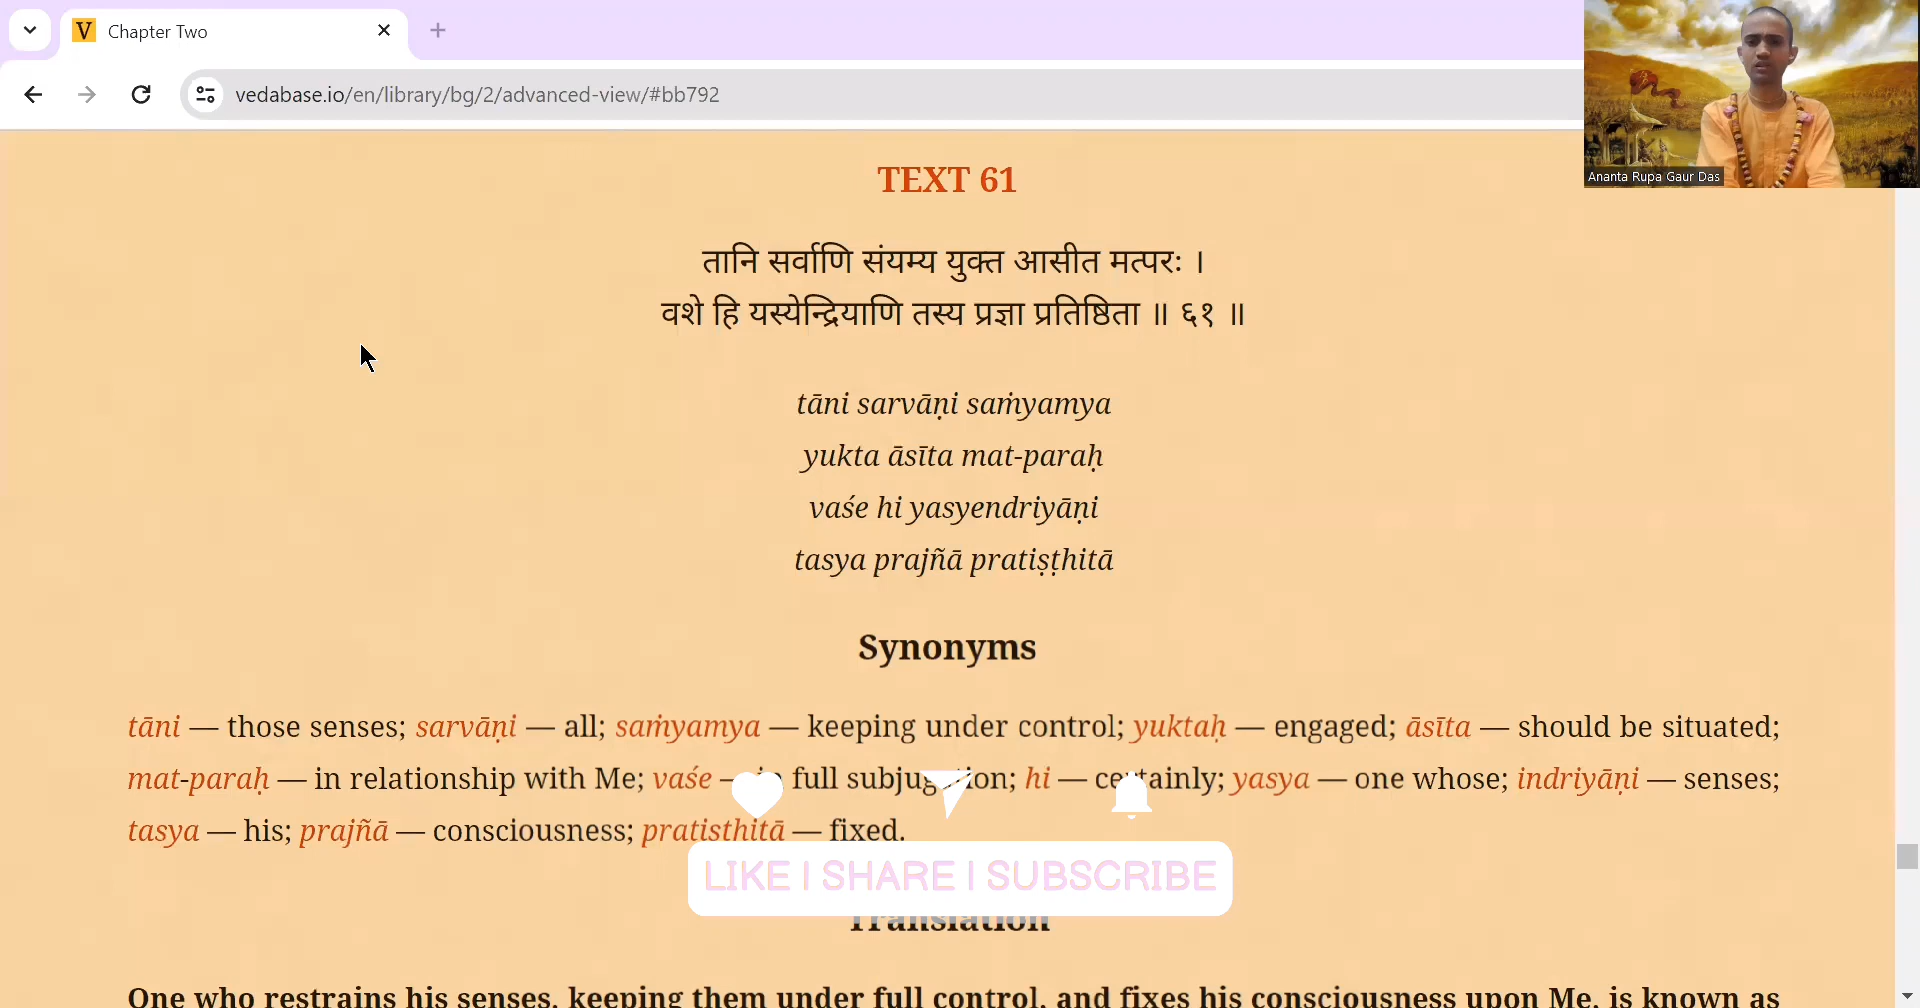 Chapter Two
vedabase.io/en/library/bg/2/advanced-view/#bb792
Ananta Rupa Gaur Das
TEXT 61
तानि सर्वाणि संयम्य युक्त आसीत मत्परः ।
वशे हि यस्येन्द्रियाणि तस्य प्रज्ञा प्रतिष्ठिता ॥ ६१ ॥
tāni sarvāṇi saṁyamya
yukta āsīta mat-paraḥ
vaśe hi yasyendriyāṇi
tasya prajñā pratiṣṭhitā
Synonyms
tāni — those senses; sarvāṇi — all; saṁyamya — keeping under control; yuktaḥ — engaged; āsīta — should be situated;
mat-paraḥ — in relationship with Me; vaśe — in full subjugation; hi — certainly; yasya — one whose; indriyāṇi — senses;
tasya — his; prajñā — consciousness; pratiṣṭhitā — fixed.
LIKE I SHARE I SUBSCRIBE
Translation
One who restrains his senses, keeping them under full control, and fixes his consciousness upon Me, is known as